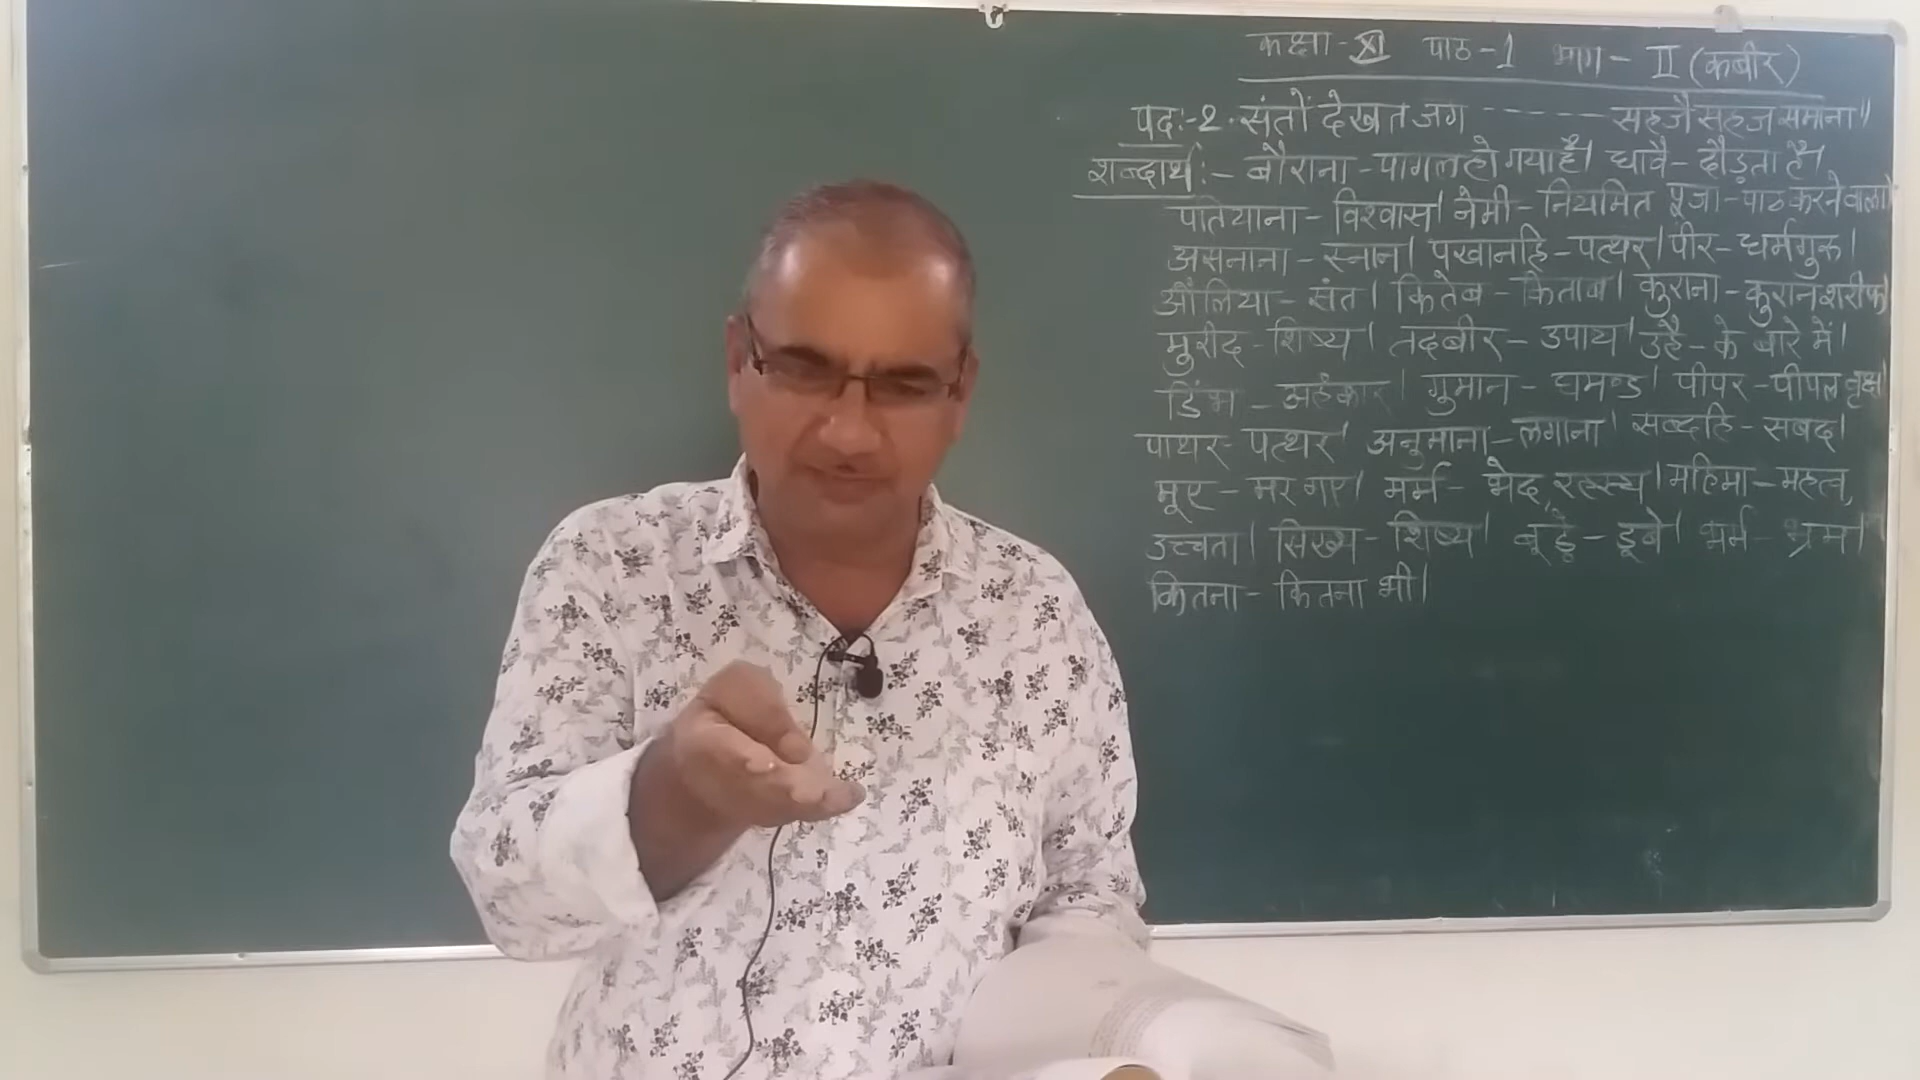 कक्षा-XI पाठ-1 भाग-II (कबीर)
पद:-2. संतों देखत जग ----- सहजै सहज समाना"
शब्दार्थ:- बौराना-पागल हो गया है। धावै-दौड़ता है।
पतियाना-विश्वास। नेमी-नियमित पूजा-पाठ करने वाला।
असनाना-स्नान। पखानहि-पत्थर। पीर-धर्मगुरू।
औलिया-संत। कितेब-किताब। कुराना-कुरानशरीफ।
मुरीद-शिष्य। तदबीर-उपाय। उहै-के बारे में।
डिंभ-अहंकार। गुमान-घमण्ड। पीपर-पीपल वृक्ष।
पाथर-पत्थर। अनुमाना-लगाना। सब्दहि-सबद।
मूए-मर गए। मर्म-भेद, रहस्य। महिमा-महत्व,
उच्चता। सिख्य-शिष्य। बूड़े-डूबे। भर्म-भ्रम।
कितना-कितना भी।